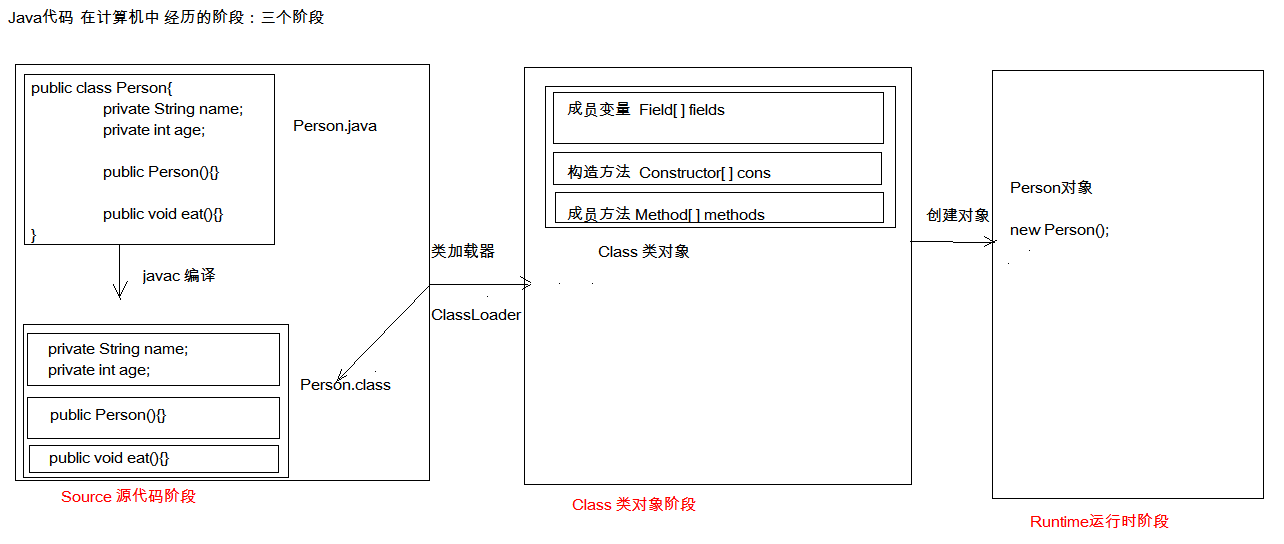 Java代码 在计算机中 经历的阶段：三个阶段
public class Person{
private String name;
private int age;
public Person(){}
public void eat(){}
}
Person.java
javac 编译
private String name;
private int age;
public Person(){}
public void eat(){}
Person.class
Source 源代码阶段
类加载器
ClassLoader
成员变量 Field[ ] fields
构造方法 Constructor[ ] cons
成员方法 Method[ ] methods
Class 类对象
Class 类对象阶段
创建对象
Person对象
new Person();
Runtime运行时阶段